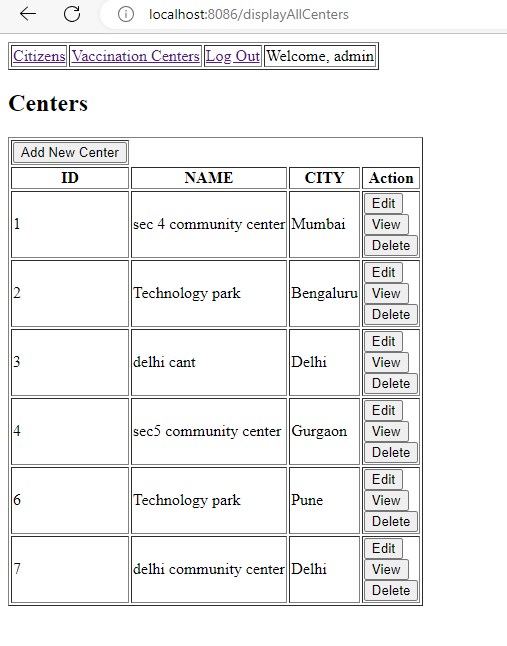 localhost:8086/displayAllCenters
Citizens Vaccination Centers Log Out Welcome, admin
Centers
Add New Center
ID NAME CITY Action
1 sec 4 community center Mumbai Edit
View
Delete
2 Technology park Bengaluru Edit
View
Delete
3 delhi cant Delhi Edit
View
Delete
4 sec5 community center Gurgaon Edit
View
Delete
6 Technology park Pune Edit
View
Delete
7 delhi community center Delhi Edit
View
Delete